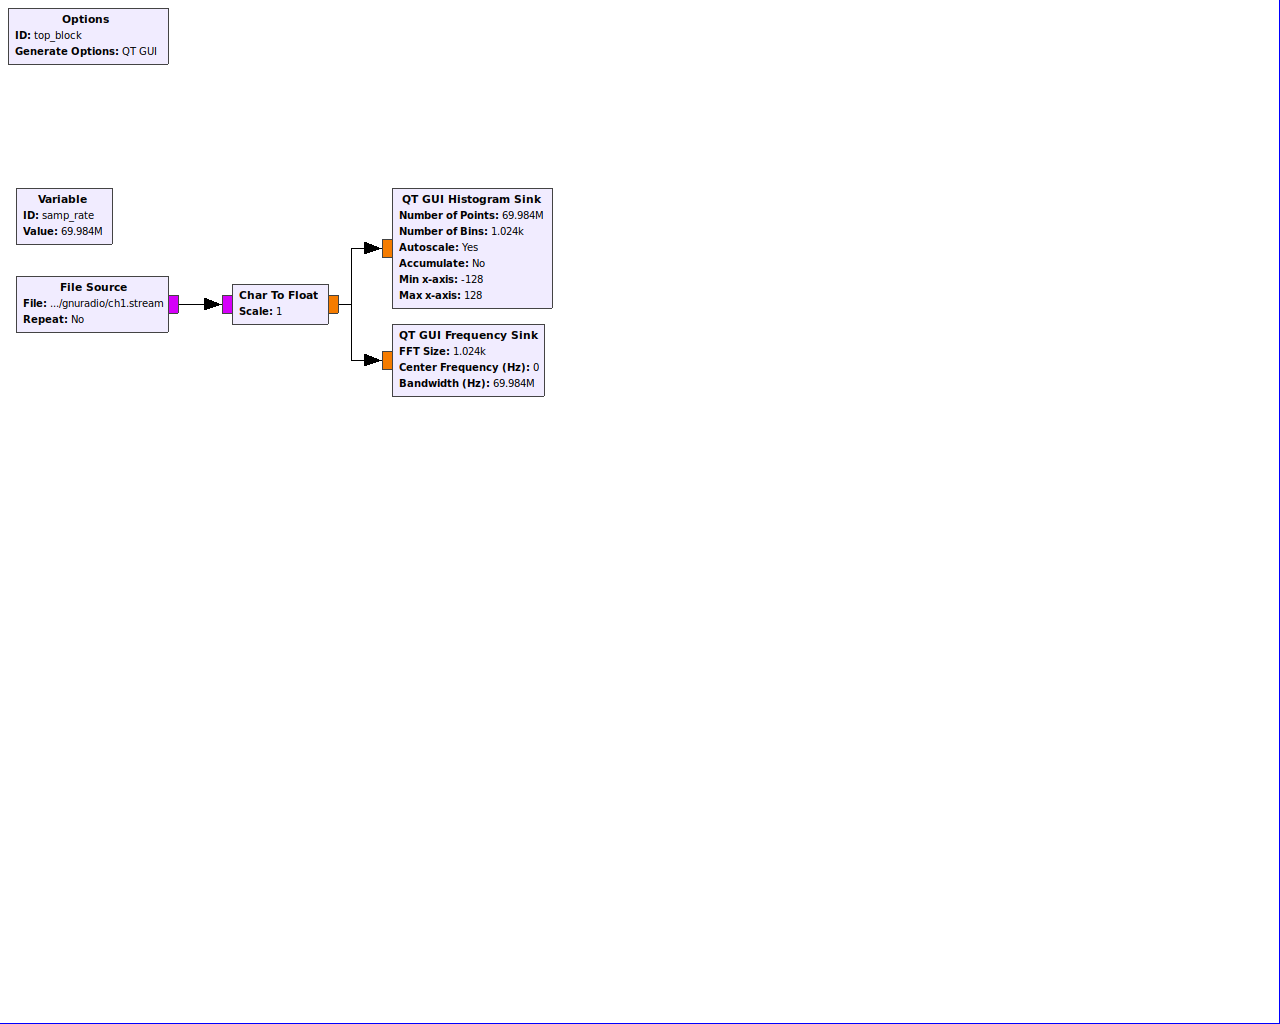 Options
ID: top_block
Generate Options: QT GUI
Variable
ID: samp_rate
Value: 69.984M
File Source
File: .../gnuradio/ch1.stream
Repeat: No
Char To Float
Scale: 1
QT GUI Histogram Sink
Number of Points: 69.984M
Number of Bins: 1.024k
Autoscale: Yes
Accumulate: No
Min x-axis: -128
Max x-axis: 128
QT GUI Frequency Sink
FFT Size: 1.024k
Center Frequency (Hz): 0
Bandwidth (Hz): 69.984M